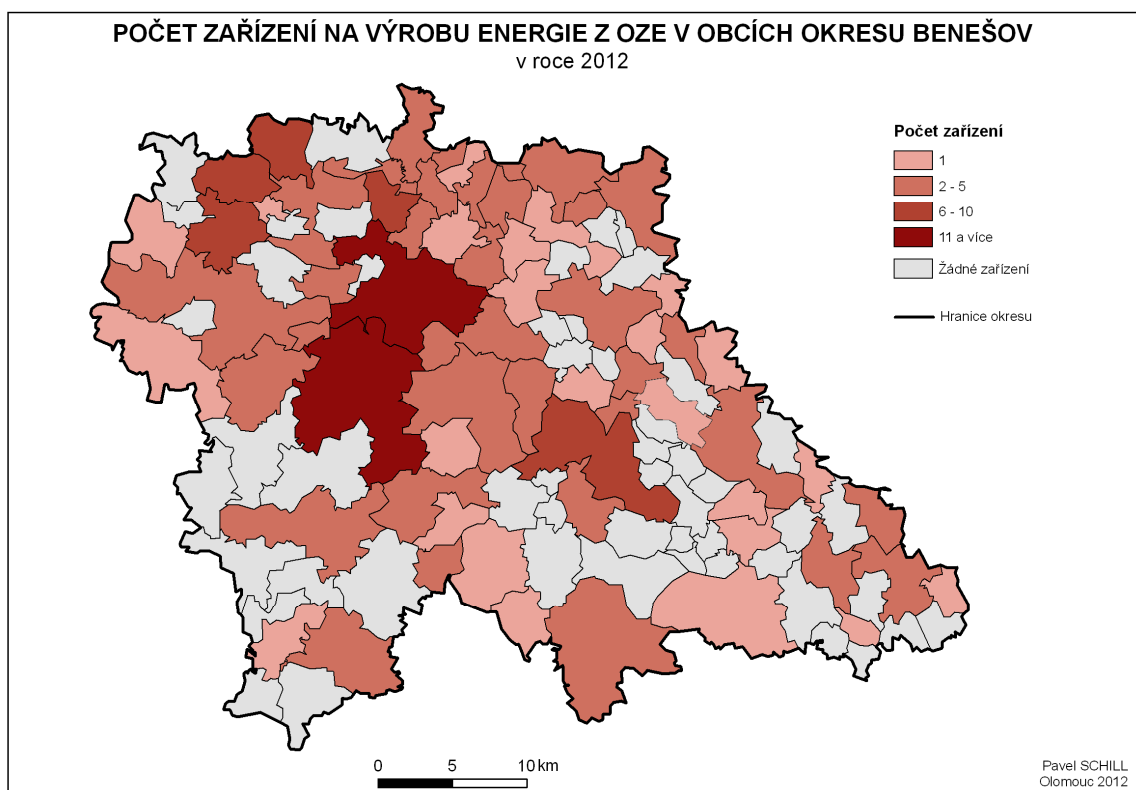 POČET ZAŘÍZENÍ NA VÝROBU ENERGIE Z OZE V OBCÍCH OKRESU BENEŠOV
v roce 2012
Počet zařízení
1
2 - 5
6 - 10
11 a více
Žádné zařízení
Hranice okresu
0 5 10 km
Pavel SCHILL
Olomouc 2012